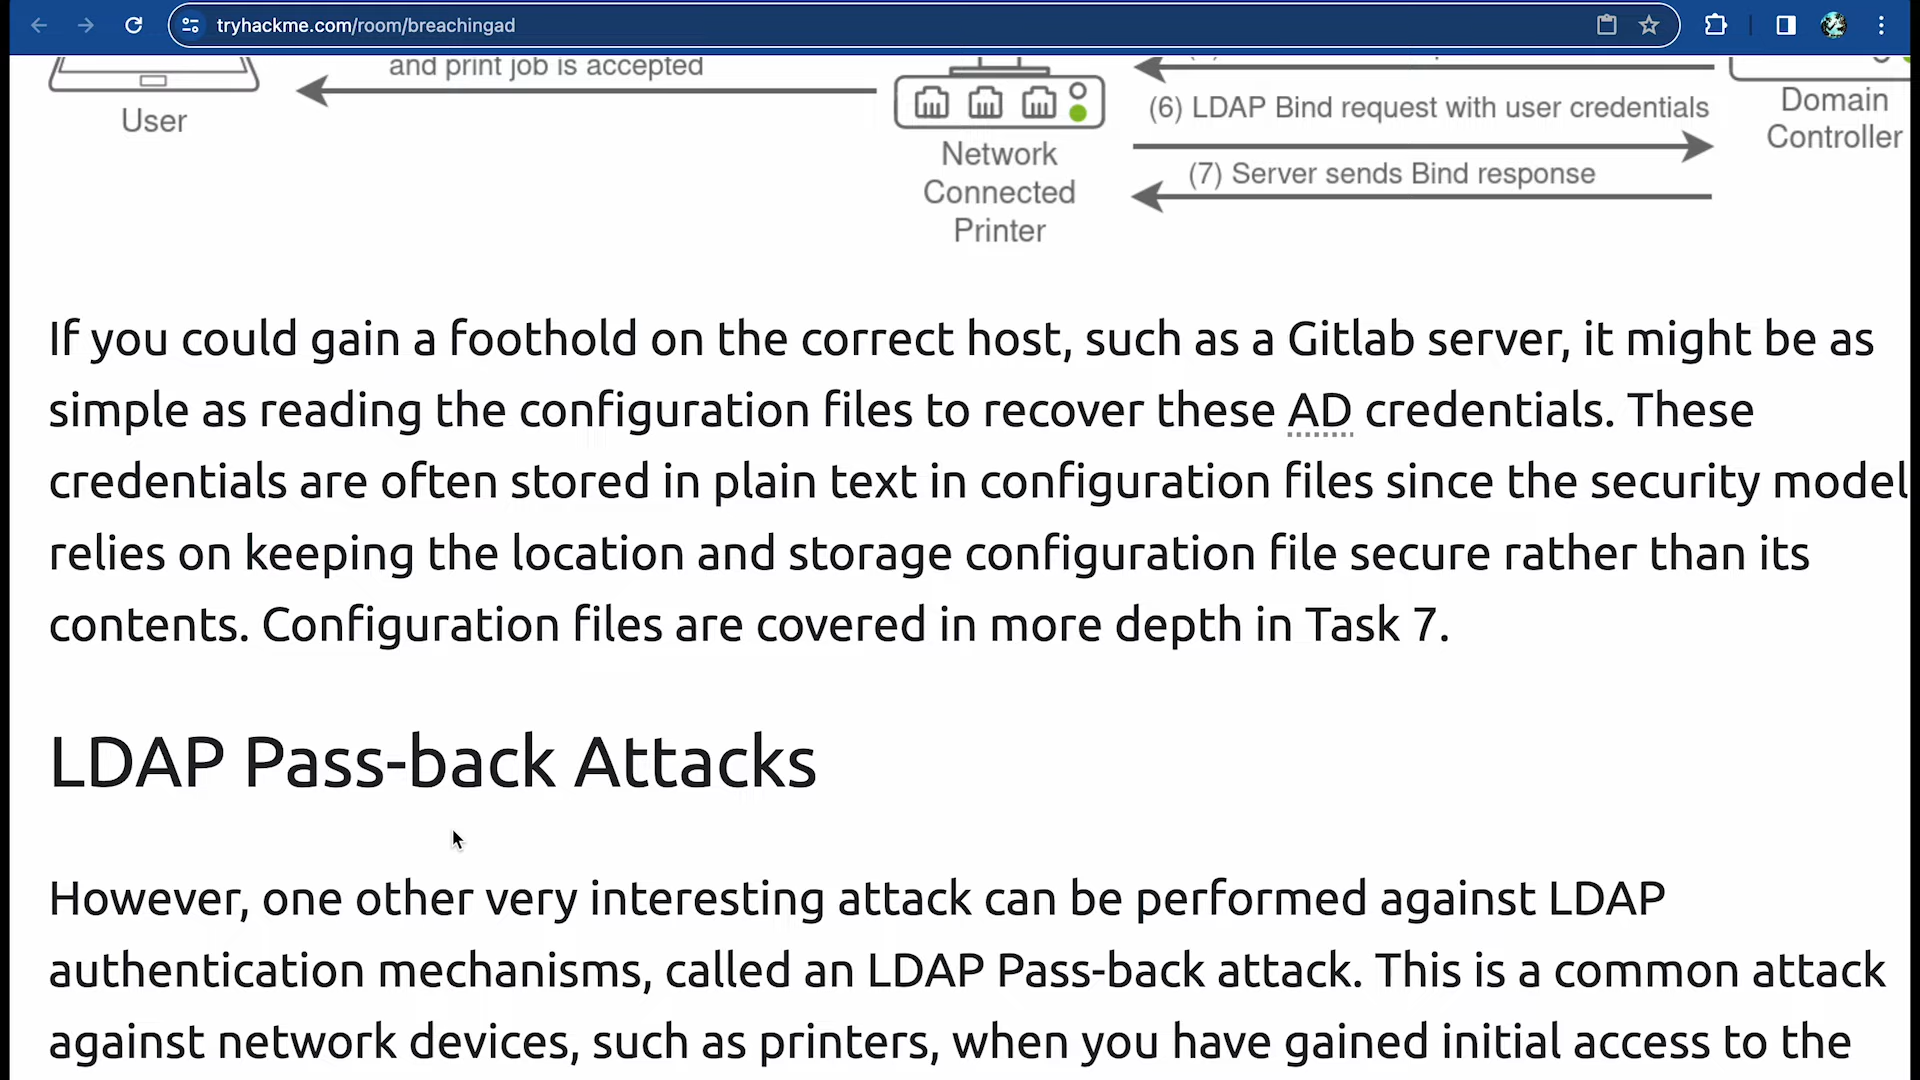 tryhackme.com/room/breachingad
and print job is accepted
User
(6) LDAP Bind request with user credentials
Domain
Controller
(7) Server sends Bind response
Network
Connected
Printer
If you could gain a foothold on the correct host, such as a Gitlab server, it might be as
simple as reading the configuration files to recover these AD credentials. These
credentials are often stored in plain text in configuration files since the security model
relies on keeping the location and storage configuration file secure rather than its
contents. Configuration files are covered in more depth in Task 7.
LDAP Pass-back Attacks
However, one other very interesting attack can be performed against LDAP
authentication mechanisms, called an LDAP Pass-back attack. This is a common attack
against network devices, such as printers, when you have gained initial access to the